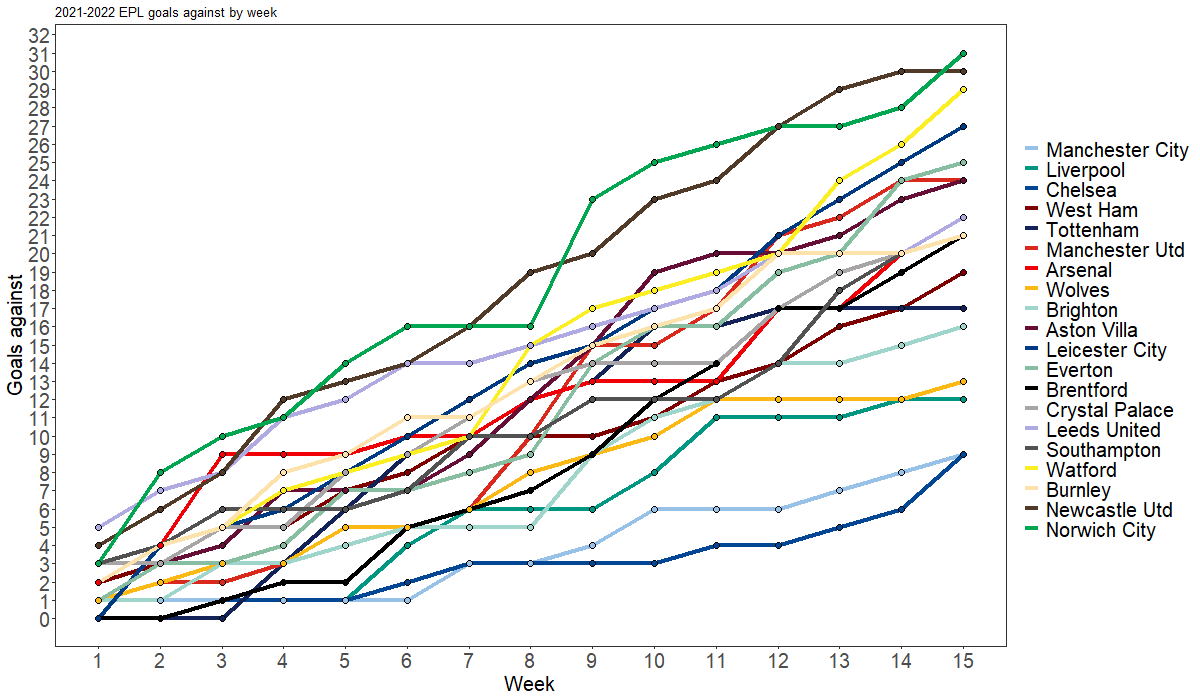 2021-2022 EPL goals against by week
Goals against
32
31
30
29
28
27
26
25
24
23
22
21
20
19
18
17
16
15
14
13
12
11
10
9
8
7
6
5
4
3
2
1
0
1 2 3 4 5 6 7 8 9 10 11 12 13 14 15
Week
Manchester City
Liverpool
Chelsea
West Ham
Tottenham
Manchester Utd
Arsenal
Wolves
Brighton
Aston Villa
Leicester City
Everton
Brentford
Crystal Palace
Leeds United
Southampton
Watford
Burnley
Newcastle Utd
Norwich City